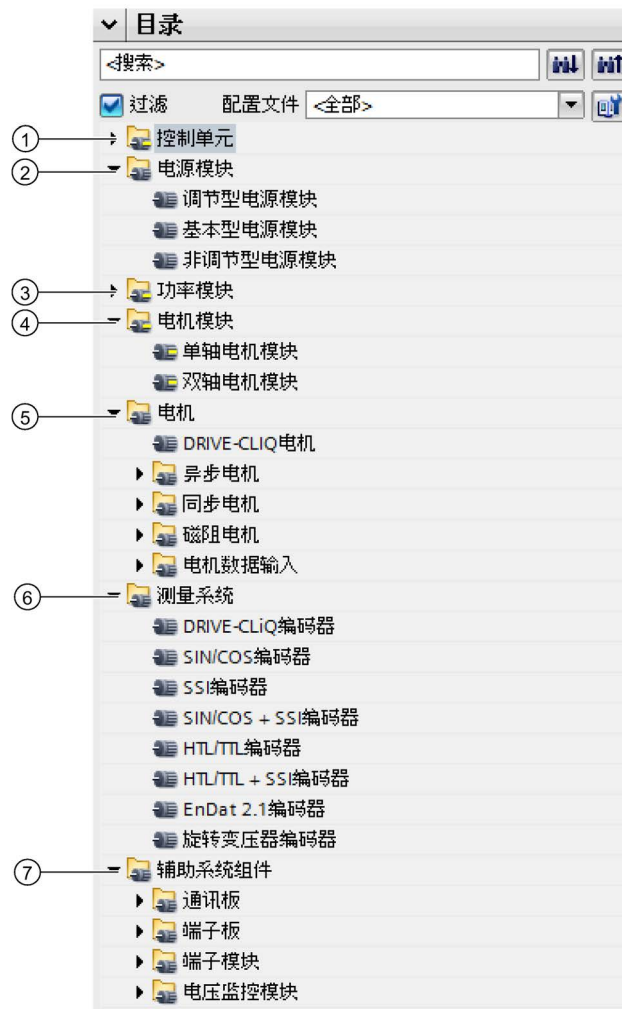 目录
<搜索>
过滤 配置文件 <全部>
① 控制单元
② 电源模块
调节型电源模块
基本型电源模块
非调节型电源模块
③ 功率模块
④ 电机模块
单轴电机模块
双轴电机模块
⑤ 电机
DRIVE-CLIQ电机
异步电机
同步电机
磁阻电机
电机数据输入
⑥ 测量系统
DRIVE-CLiQ编码器
SIN/COS编码器
SSI编码器
SIN/COS + SSI编码器
HTL/TTL编码器
HTL/TTL + SSI编码器
EnDat 2.1编码器
旋转变压器编码器
⑦ 辅助系统组件
通讯板
端子板
端子模块
电压监控模块